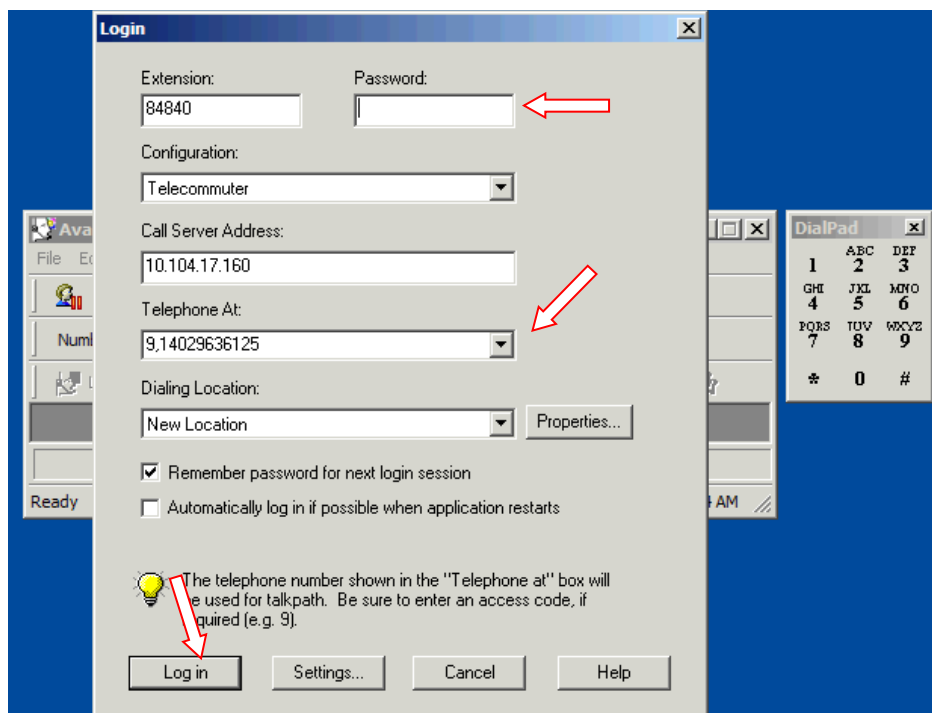 Login
Extension:
Password:
84840
Configuration:
Telecommuter
Call Server Address:
10.104.17.160
Telephone At:
9,14029636125
Dialing Location:
New Location
Properties...
Remember password for next login session
Automatically log in if possible when application restarts
The telephone number shown in the "Telephone at" box will
be used for talkpath. Be sure to enter an access code, if
required (e.g. 9).
Log in
Settings...
Cancel
Help
File
Ready
AM
DialPad
ABC DEF
1 2 3
GHI JKL MNO
4 5 6
PQRS TUV WXYZ
7 8 9
* 0 #